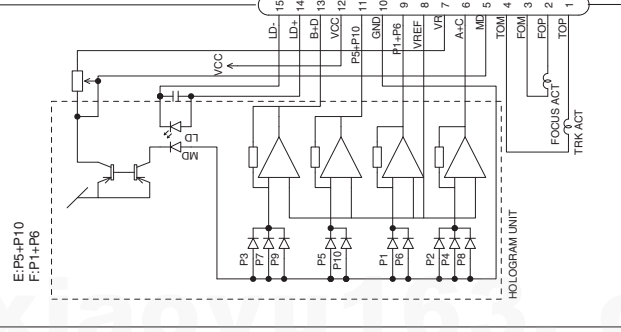 15 14 13 12 11 10 9 8 7 6 5 4 3 2 1
LD- LD+ B+D VCC P5+P10 GND P1+P6 VREF VR A+C MD TOM FOM FOP TOP
VCC
FOCUS ACT
TRK ACT
LD
MD
E:P5+P10
F:P1+P6
P3 P7 P9 P5 P10 P1 P6 P2 P4 P8
HOLOGRAM UNIT
xiaoyu163. c